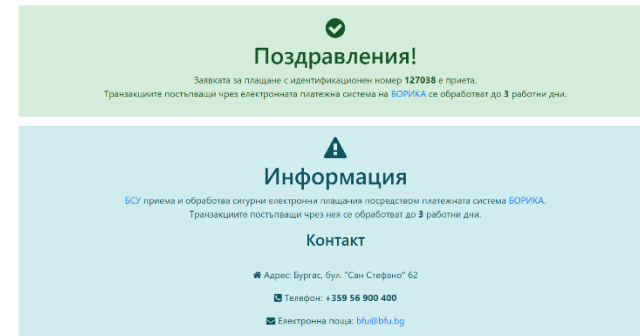 Поздравления!
Заявката за плащане с идентификационен номер 127038 е приета.
Транзакциите постъпващи чрез електронната платежна система на БОРИКА се обработват до 3 работни дни.
Информация
БСУ приема и обработва сигурни електронни плащания посредством платежната система БОРИКА.
Транзакциите постъпващи чрез нея се обработват до 3 работни дни.
Контакт
Адрес: Бургас, бул. "Сан Стефано" 62
Телефон: +359 56 900 400
Електронна поща: bfu@bfu.bg